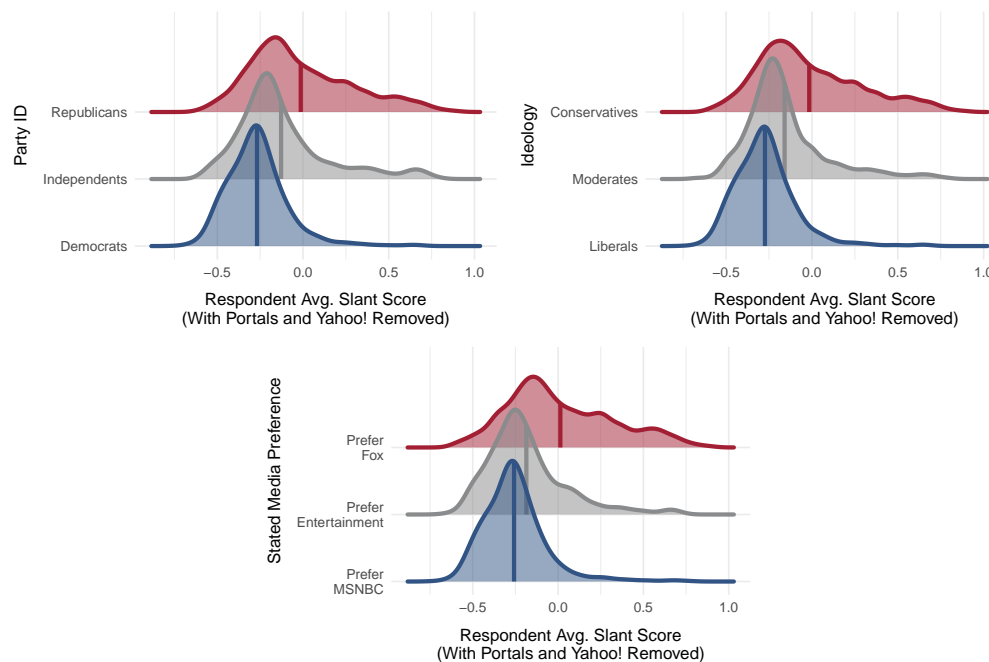 Party ID
Republicans
Independents
Democrats
−0.5 0.0 0.5 1.0
Respondent Avg. Slant Score
(With Portals and Yahoo! Removed)
Ideology
Conservatives
Moderates
Liberals
−0.5 0.0 0.5 1.0
Respondent Avg. Slant Score
(With Portals and Yahoo! Removed)
Stated Media Preference
Prefer
Fox
Prefer
Entertainment
Prefer
MSNBC
−0.5 0.0 0.5 1.0
Respondent Avg. Slant Score
(With Portals and Yahoo! Removed)